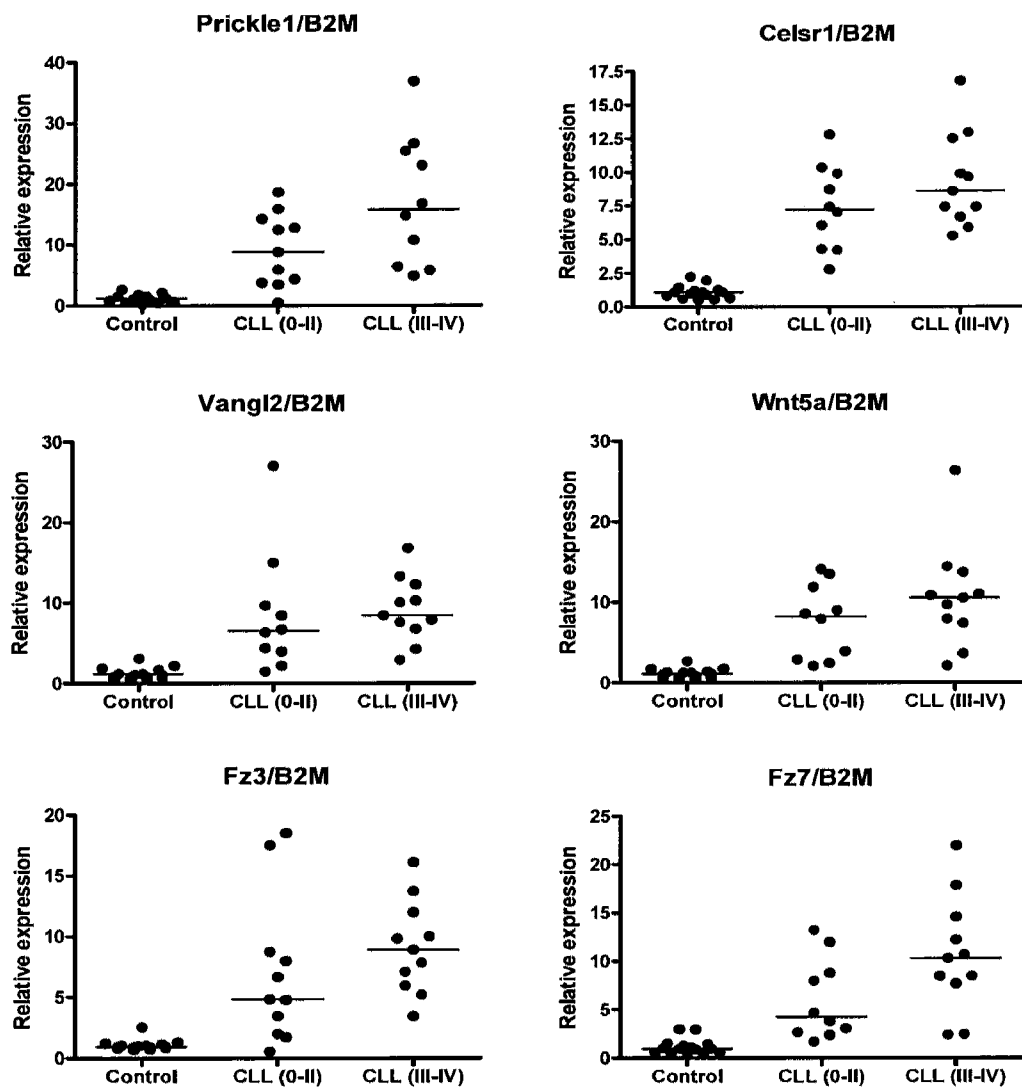 Prickle1/B2M
Relative expression
40
30
20
10
0
Control CLL (0-II) CLL (III-IV)
Celsr1/B2M
Relative expression
17.5
15.0
12.5
10.0
7.5
5.0
2.5
0.0
Control CLL (0-II) CLL (III-IV)
Vangl2/B2M
Relative expression
30
20
10
0
Control CLL (0-II) CLL (III-IV)
Wnt5a/B2M
Relative expression
30
20
10
0
Control CLL (0-II) CLL (III-IV)
Fz3/B2M
Relative expression
20
15
10
5
0
Control CLL (0-II) CLL (III-IV)
Fz7/B2M
Relative expression
25
20
15
10
5
0
Control CLL (0-II) CLL (III-IV)